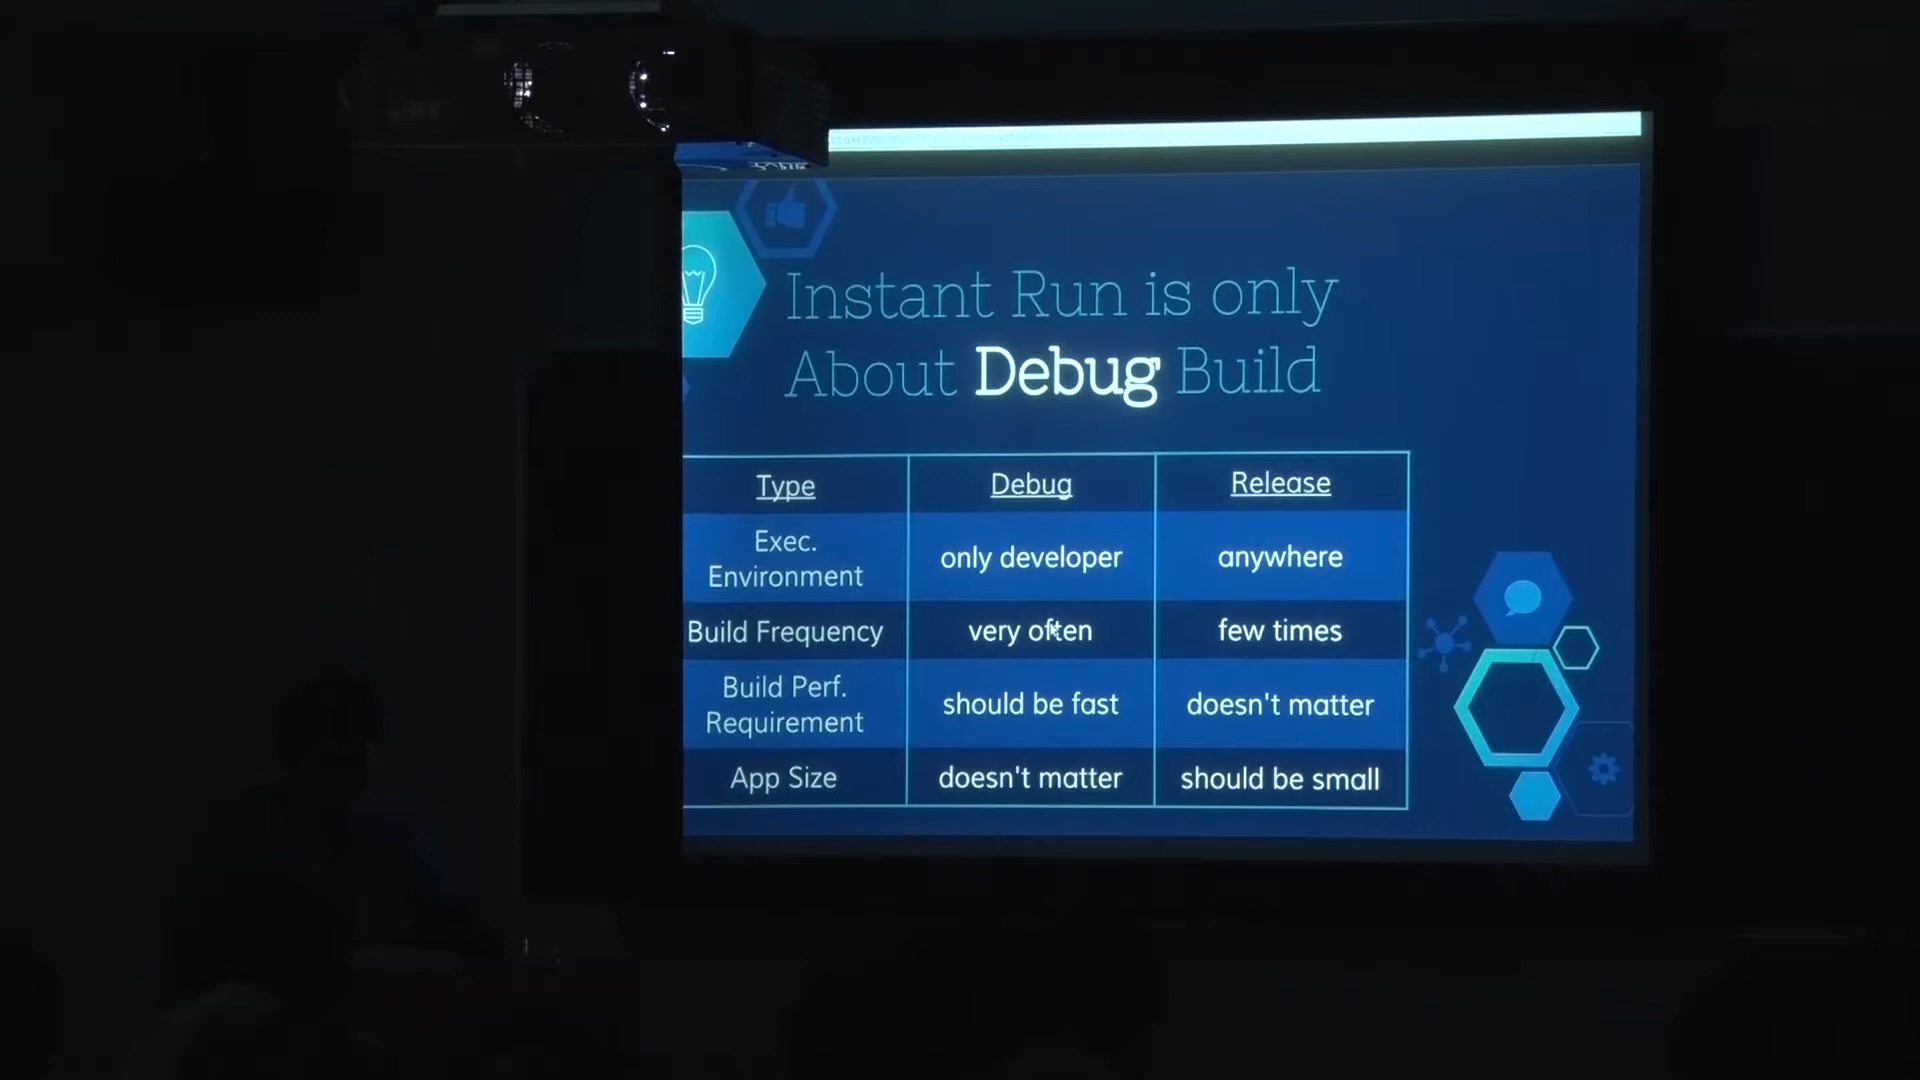 Instant Run is only
About Debug Build
Type Debug Release
Exec.
Environment
only developer anywhere
Build Frequency very often few times
Build Perf.
Requirement
should be fast doesn't matter
App Size doesn't matter should be small